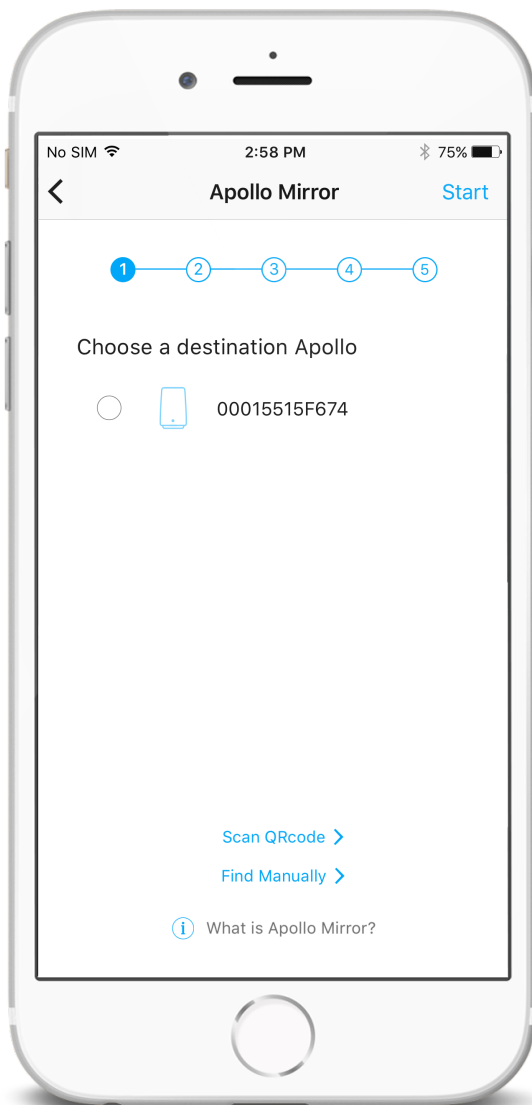 No SIM 2:58 PM 75%
Apollo Mirror Start
1 2 3 4 5
Choose a destination Apollo
00015515F674
Scan QRcode
Find Manually
i What is Apollo Mirror?